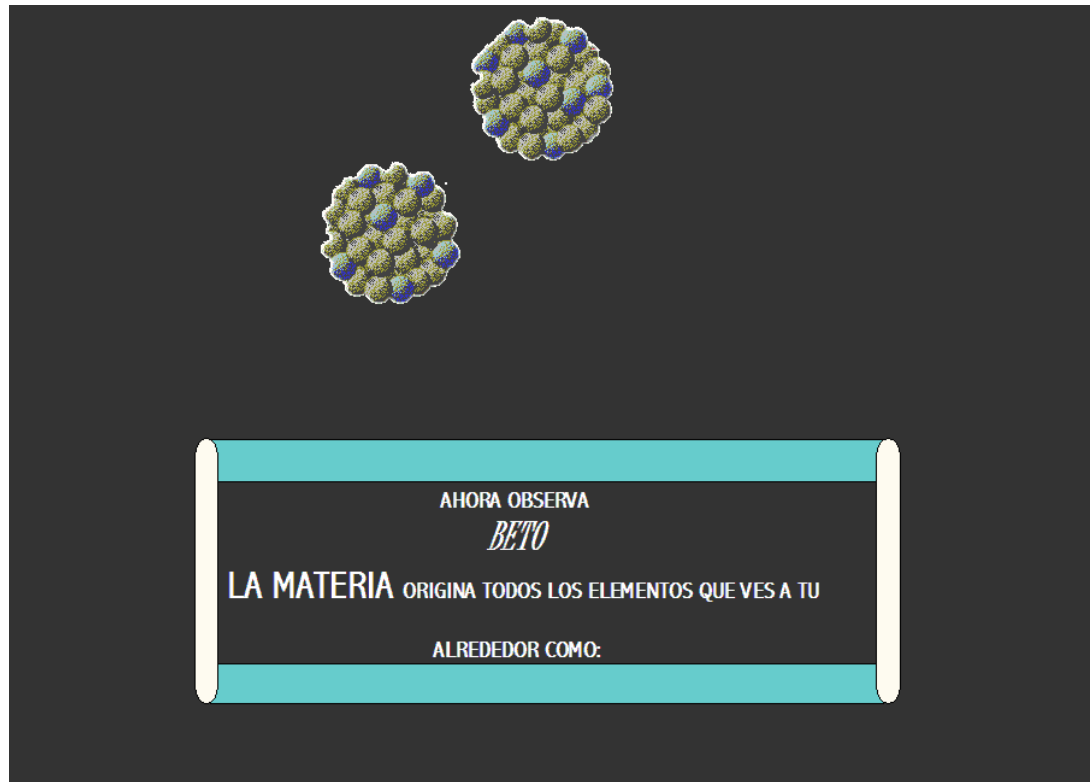 AHORA OBSERVA
BETO
LA MATERIA ORIGINA TODOS LOS ELEMENTOS QUE VES A TU
ALREDEDOR COMO: